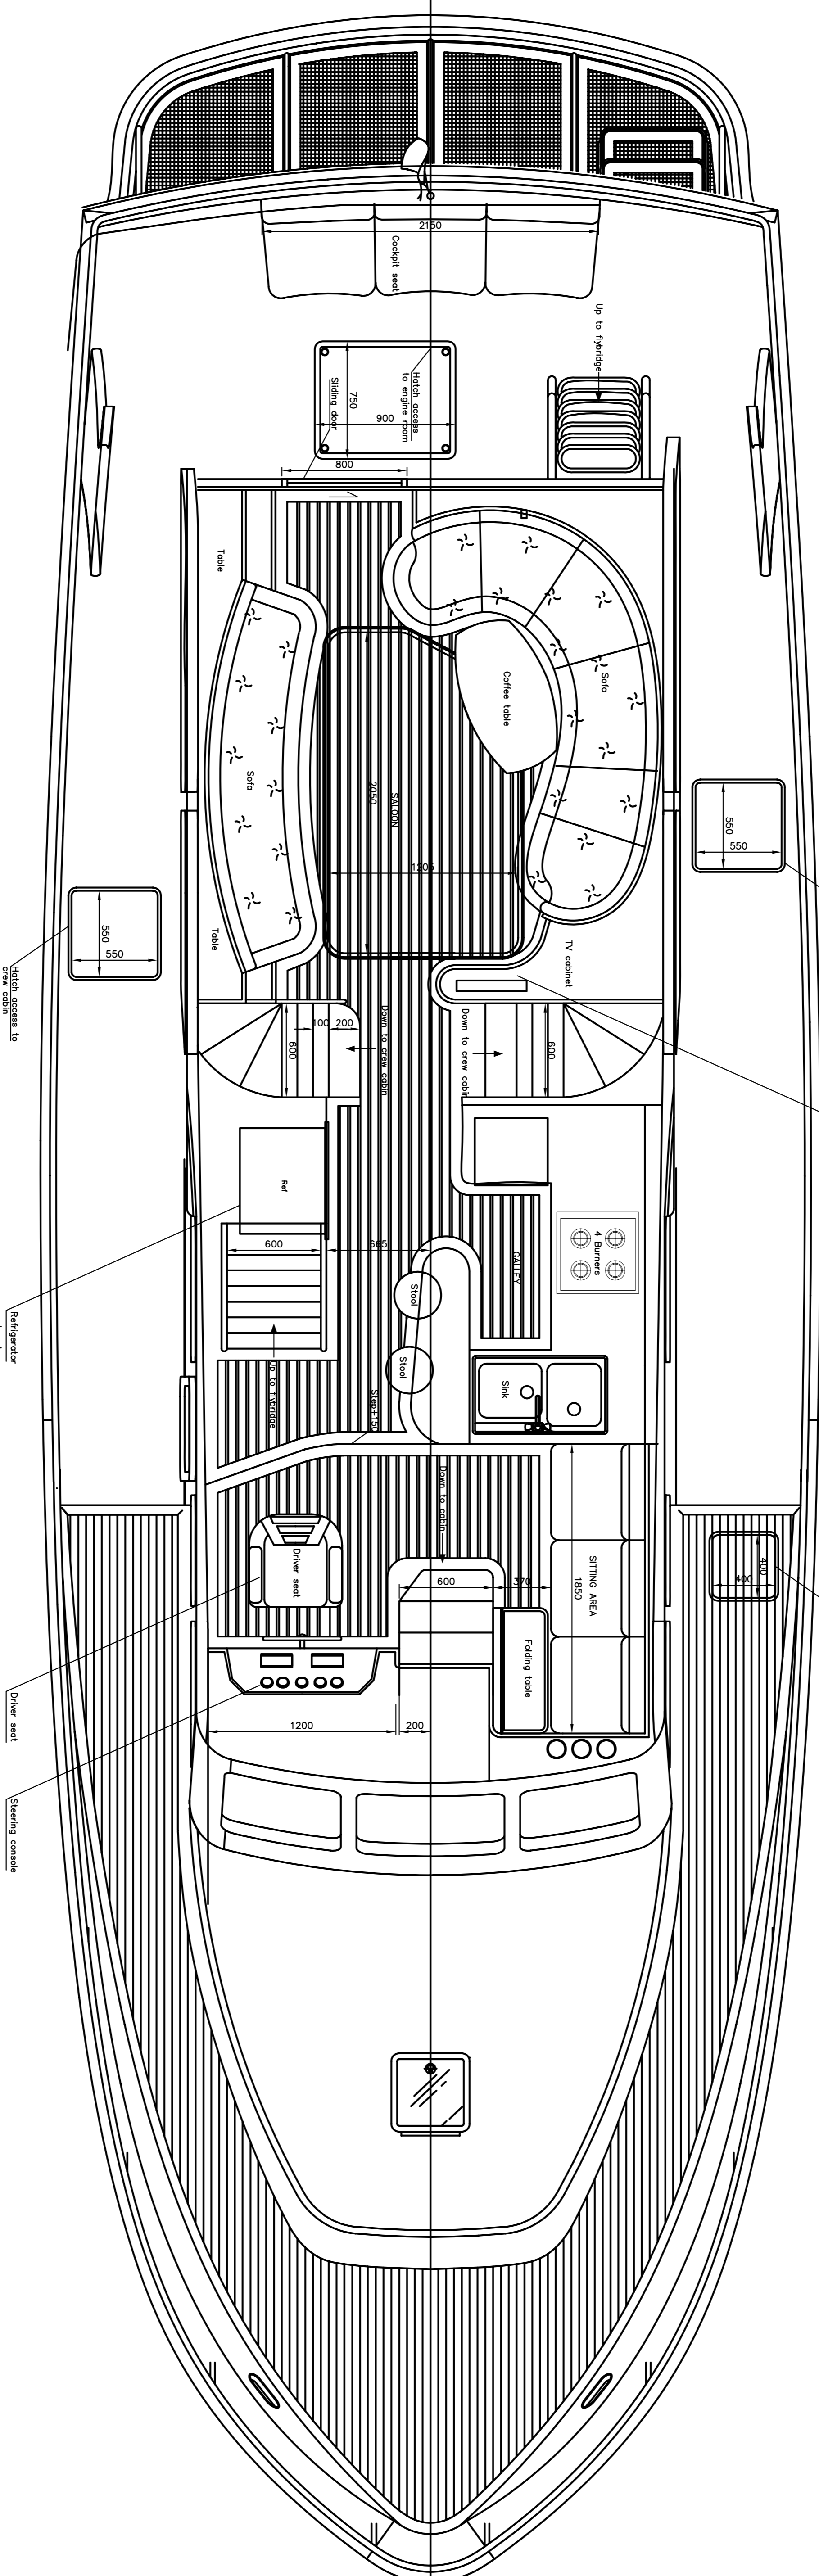 2150
Cockpit seat
Up to flybridge
Hatch access
to engine room
750
900
Sliding door
800
Table
Sofa
Coffee table
Sofa
550
550
2050
SALOON
1205
Table
TV cabinet
550
550
Hatch access to
crew cabin
100
200
600
Down to crew cabin
Down to crew cabin
600
Ref
4 Burners
GALLEY
600
665
Stool
Stool
Sink
Refrigerator
Up to flybridge
Step+150
Down to cabin
SITTING AREA
1850
400
400
Driver seat
600
370
Folding table
1200
200
Driver seat
Steering console